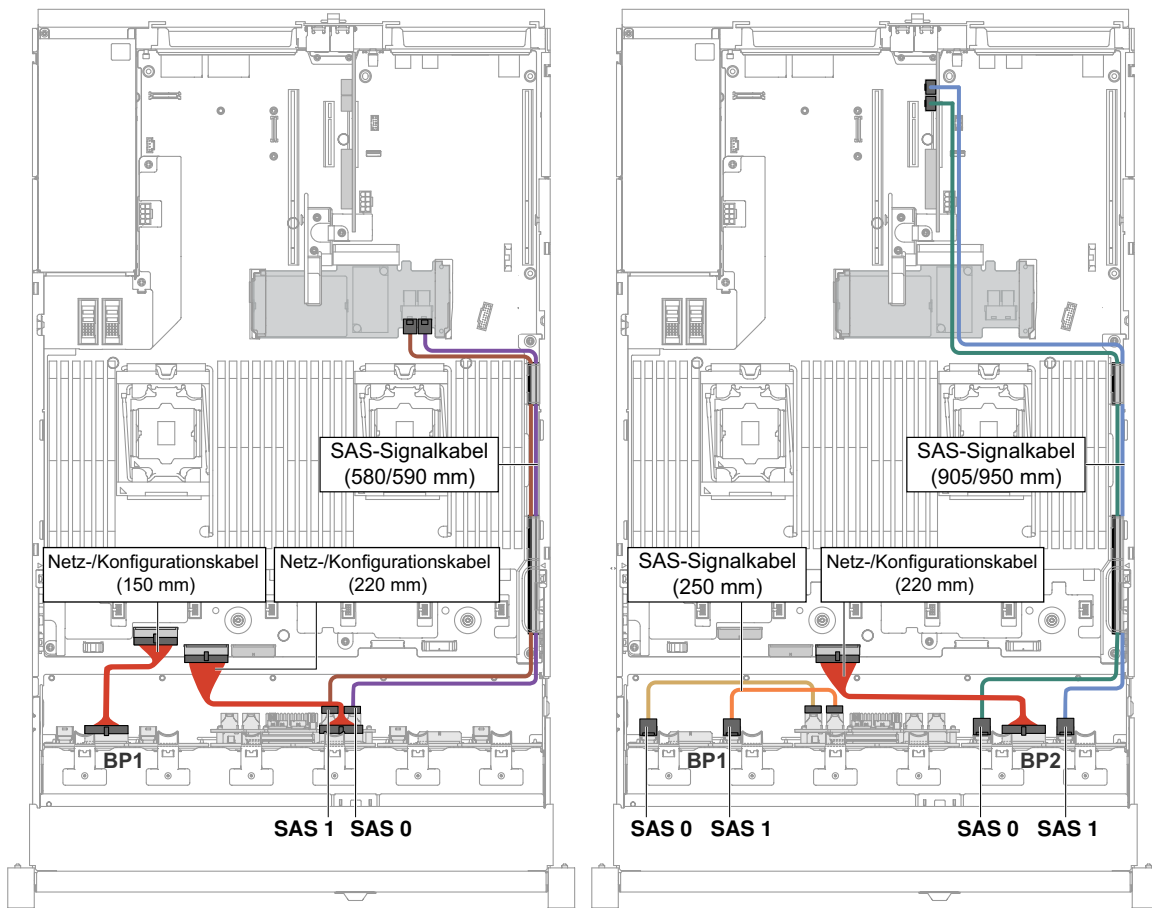 SAS-Signalkabel
(580/590 mm)
Netz-/Konfigurationskabel
(150 mm)
Netz-/Konfigurationskabel
(220 mm)
BP1
SAS 1
SAS 0
SAS-Signalkabel
(905/950 mm)
SAS-Signalkabel
(250 mm)
Netz-/Konfigurationskabel
(220 mm)
BP1
BP2
SAS 0
SAS 1
SAS 0
SAS 1